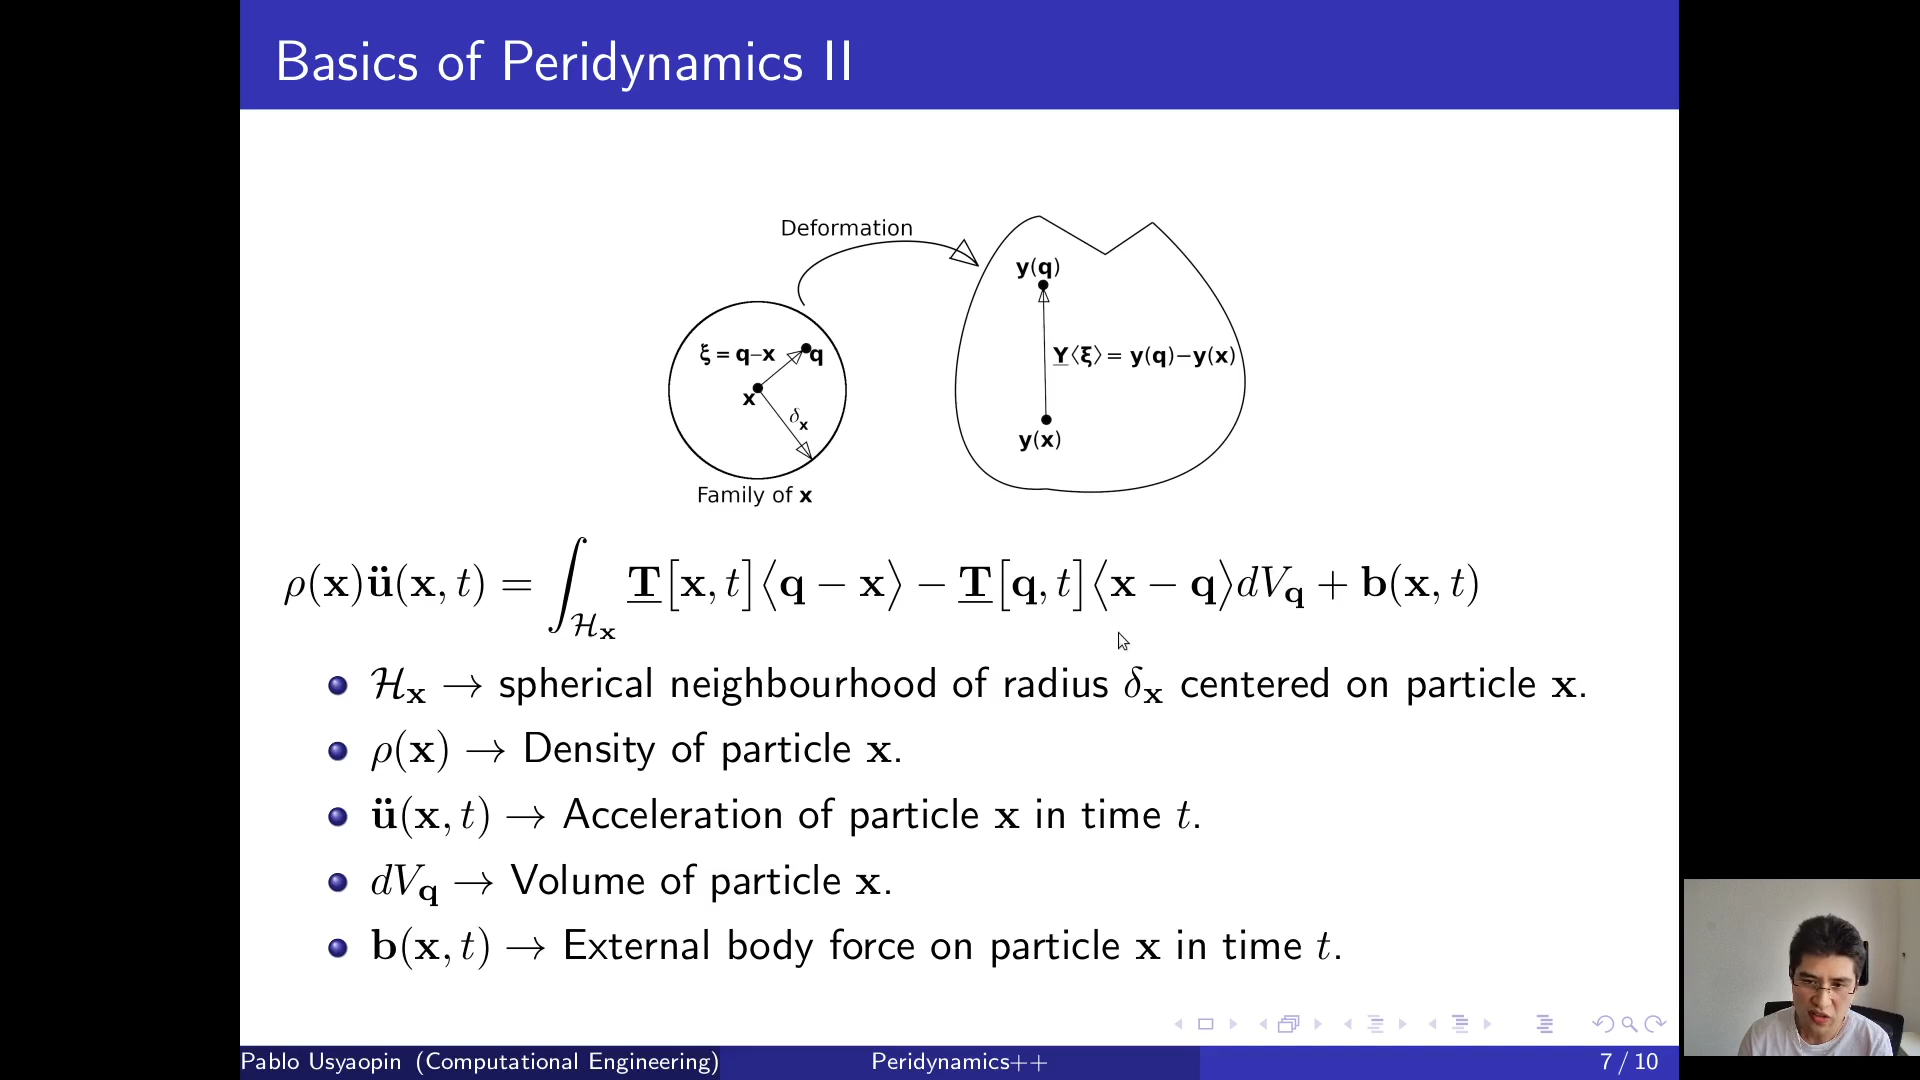 Basics of Peridynamics II
Deformation
y(q)
ξ = q–x
q
Y⟨ξ⟩ = y(q)−y(x)
x
δₓ
y(x)
Family of x
ρ(x)ü(x, t) = ∫_{ℋₓ} T[x, t]⟨q − x⟩ − T[q, t]⟨x − q⟩dV_q + b(x, t)
ℋₓ → spherical neighbourhood of radius δₓ centered on particle x.
ρ(x) → Density of particle x.
ü(x, t) → Acceleration of particle x in time t.
dV_q → Volume of particle x.
b(x, t) → External body force on particle x in time t.
Pablo Usyaopin (Computational Engineering)
Peridynamics++
7 / 10